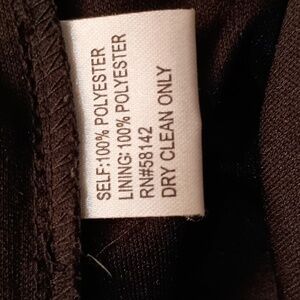 SELF:100% POLYESTER
LINING:100% POLYESTER
RN#58142
DRY CLEAN ONLY